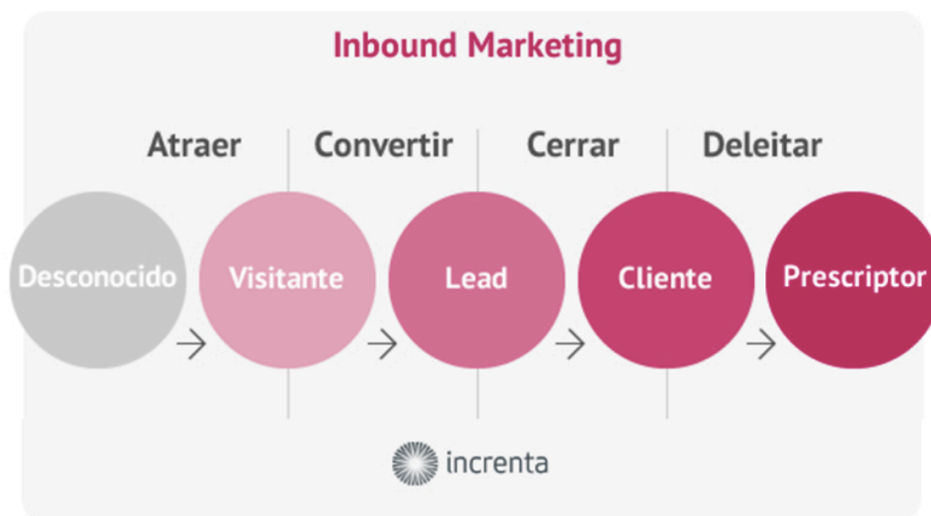 Inbound Marketing
Atraer Convertir Cerrar Deleitar
Desconocido Visitante Lead Cliente Prescriptor
increnta